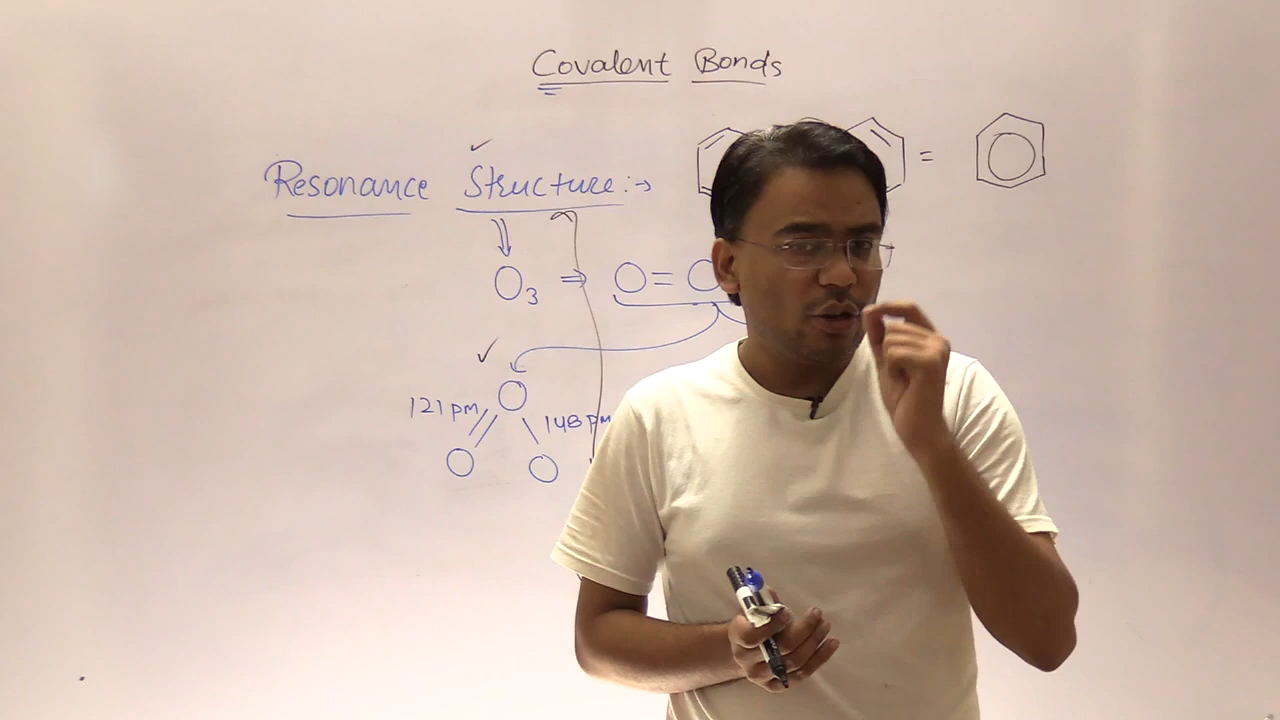 Covalent Bonds
Resonance Structure :→
=
O₃ ⇒ O=O
121 pm
O
148 pm
O O